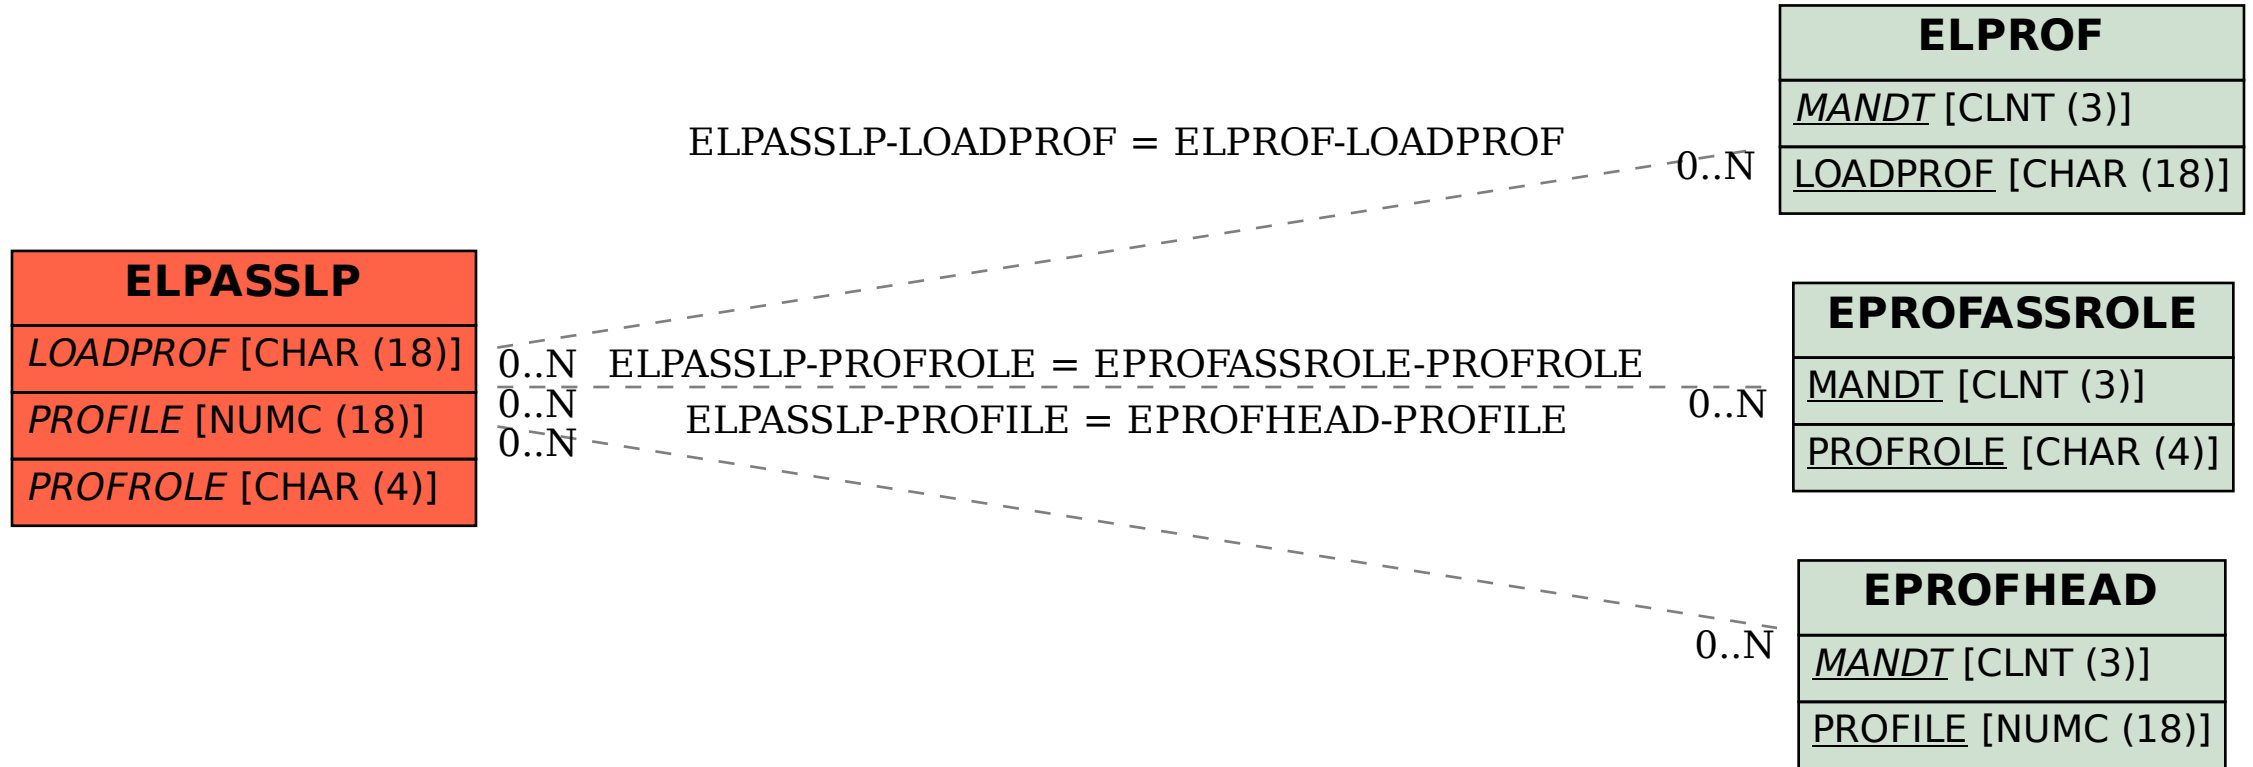 ELPROF
MANDT [CLNT (3)]
LOADPROF [CHAR (18)]
ELPASSLP-LOADPROF = ELPROF-LOADPROF
0..N
ELPASSLP
LOADPROF [CHAR (18)]
PROFILE [NUMC (18)]
PROFROLE [CHAR (4)]
0..N
ELPASSLP-PROFROLE = EPROFASSROLE-PROFROLE
0..N
0..N
ELPASSLP-PROFILE = EPROFHEAD-PROFILE
0..N
EPROFASSROLE
MANDT [CLNT (3)]
PROFROLE [CHAR (4)]
0..N
EPROFHEAD
MANDT [CLNT (3)]
PROFILE [NUMC (18)]